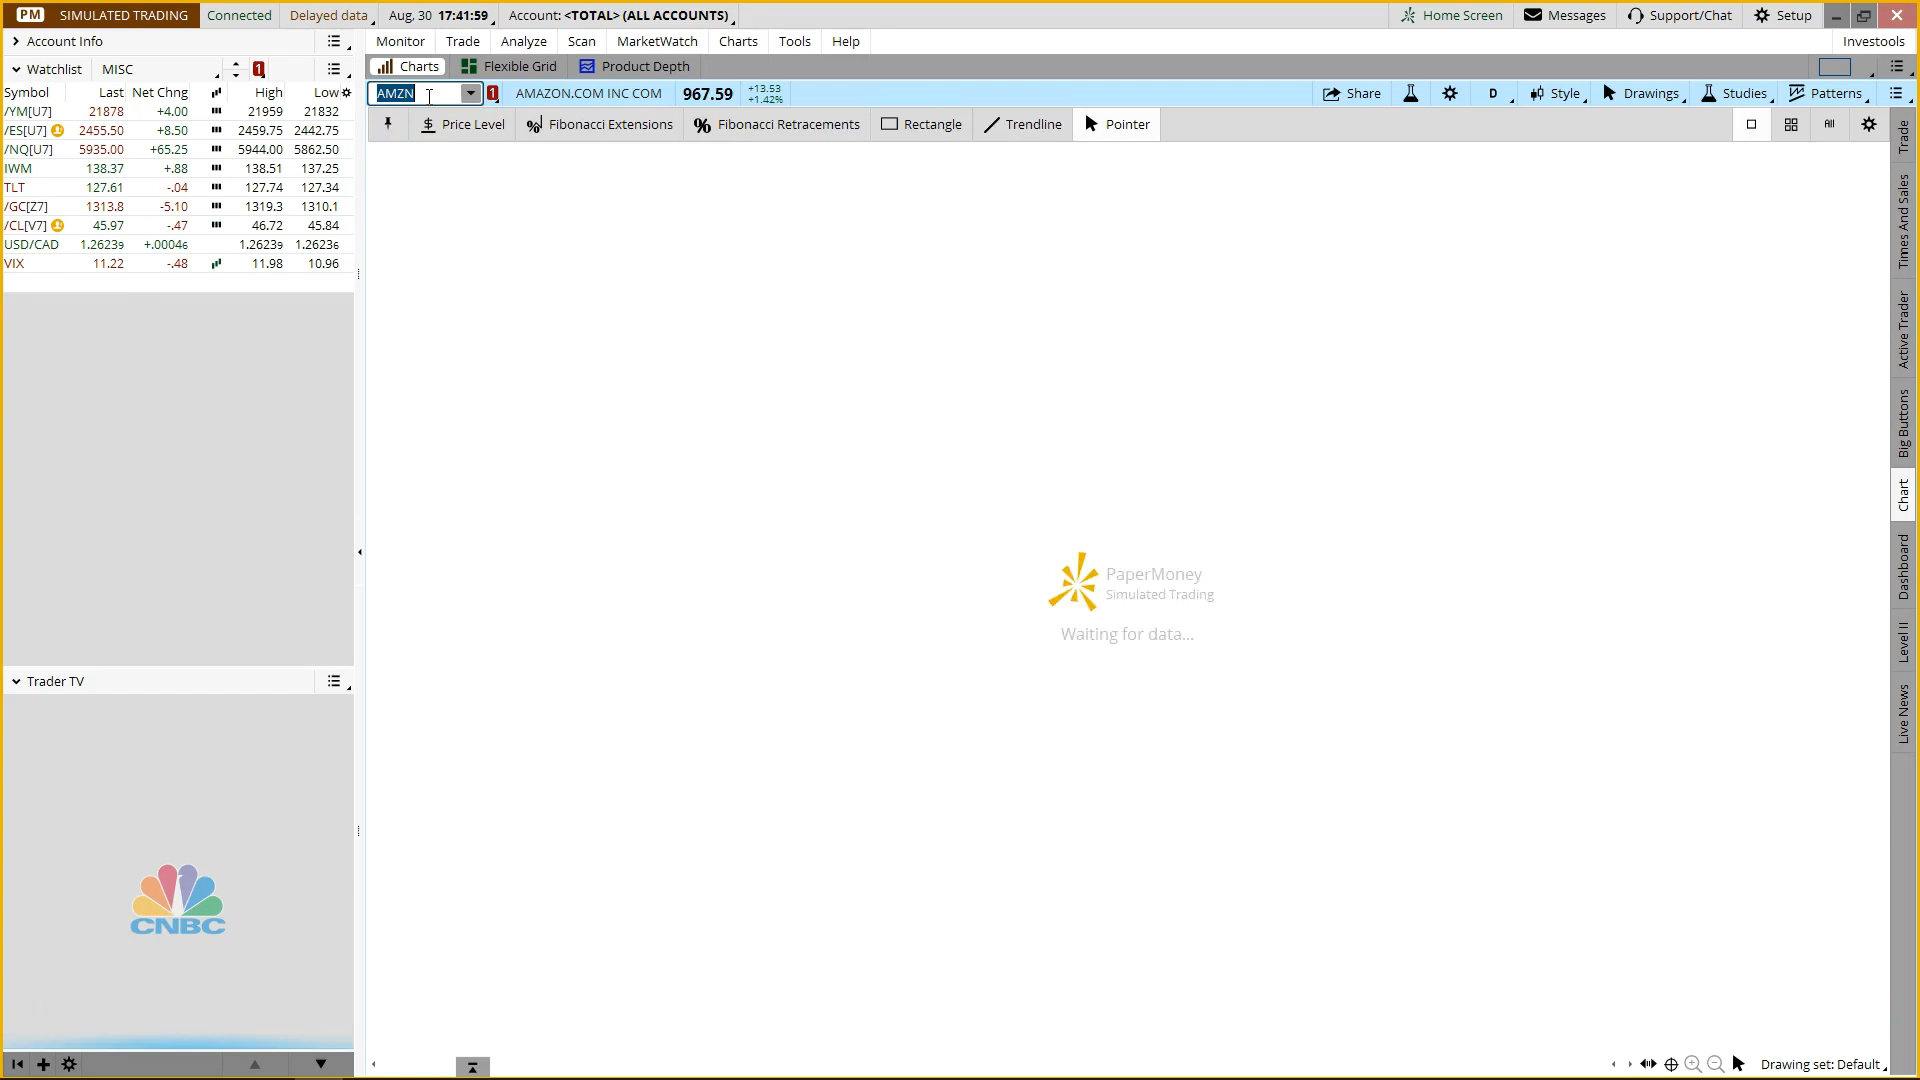 PM SIMULATED TRADING Connected Delayed data Aug, 30 17:41:59 Account: <TOTAL> (ALL ACCOUNTS) Home Screen Messages Support/Chat Setup
Account Info
Monitor Trade Analyze Scan MarketWatch Charts Tools Help Investools
Watchlist MISC 1
Charts Flexible Grid Product Depth
Symbol Last Net Chng High Low
AMZN 1 AMAZON.COM INC COM 967.59 +13.53 Share D Style Drawings Studies Patterns
+1.42%
/YM[U7] 21878 +4.00 21959 21832
/ES[U7] 2455.50 +8.50 2459.75 2442.75
/NQ[U7] 5935.00 +65.25 5944.00 5862.50
IWM 138.37 +.88 138.51 137.25
TLT 127.61 -.04 127.74 127.34
/GC[Z7] 1313.8 -5.10 1319.3 1310.1
/CL[V7] 45.97 -.47 46.72 45.84
USD/CAD 1.26239 +.00046 1.26239 1.26236
VIX 11.22 -.48 11.98 10.96
$ Price Level % Fibonacci Extensions % Fibonacci Retracements Rectangle Trendline Pointer All
PaperMoney
Simulated Trading
Waiting for data...
Trader TV
CNBC
Trade
Times And Sales
Active Trader
Big Buttons
Chart
Dashboard
Level II
Live News
Drawing set: Default